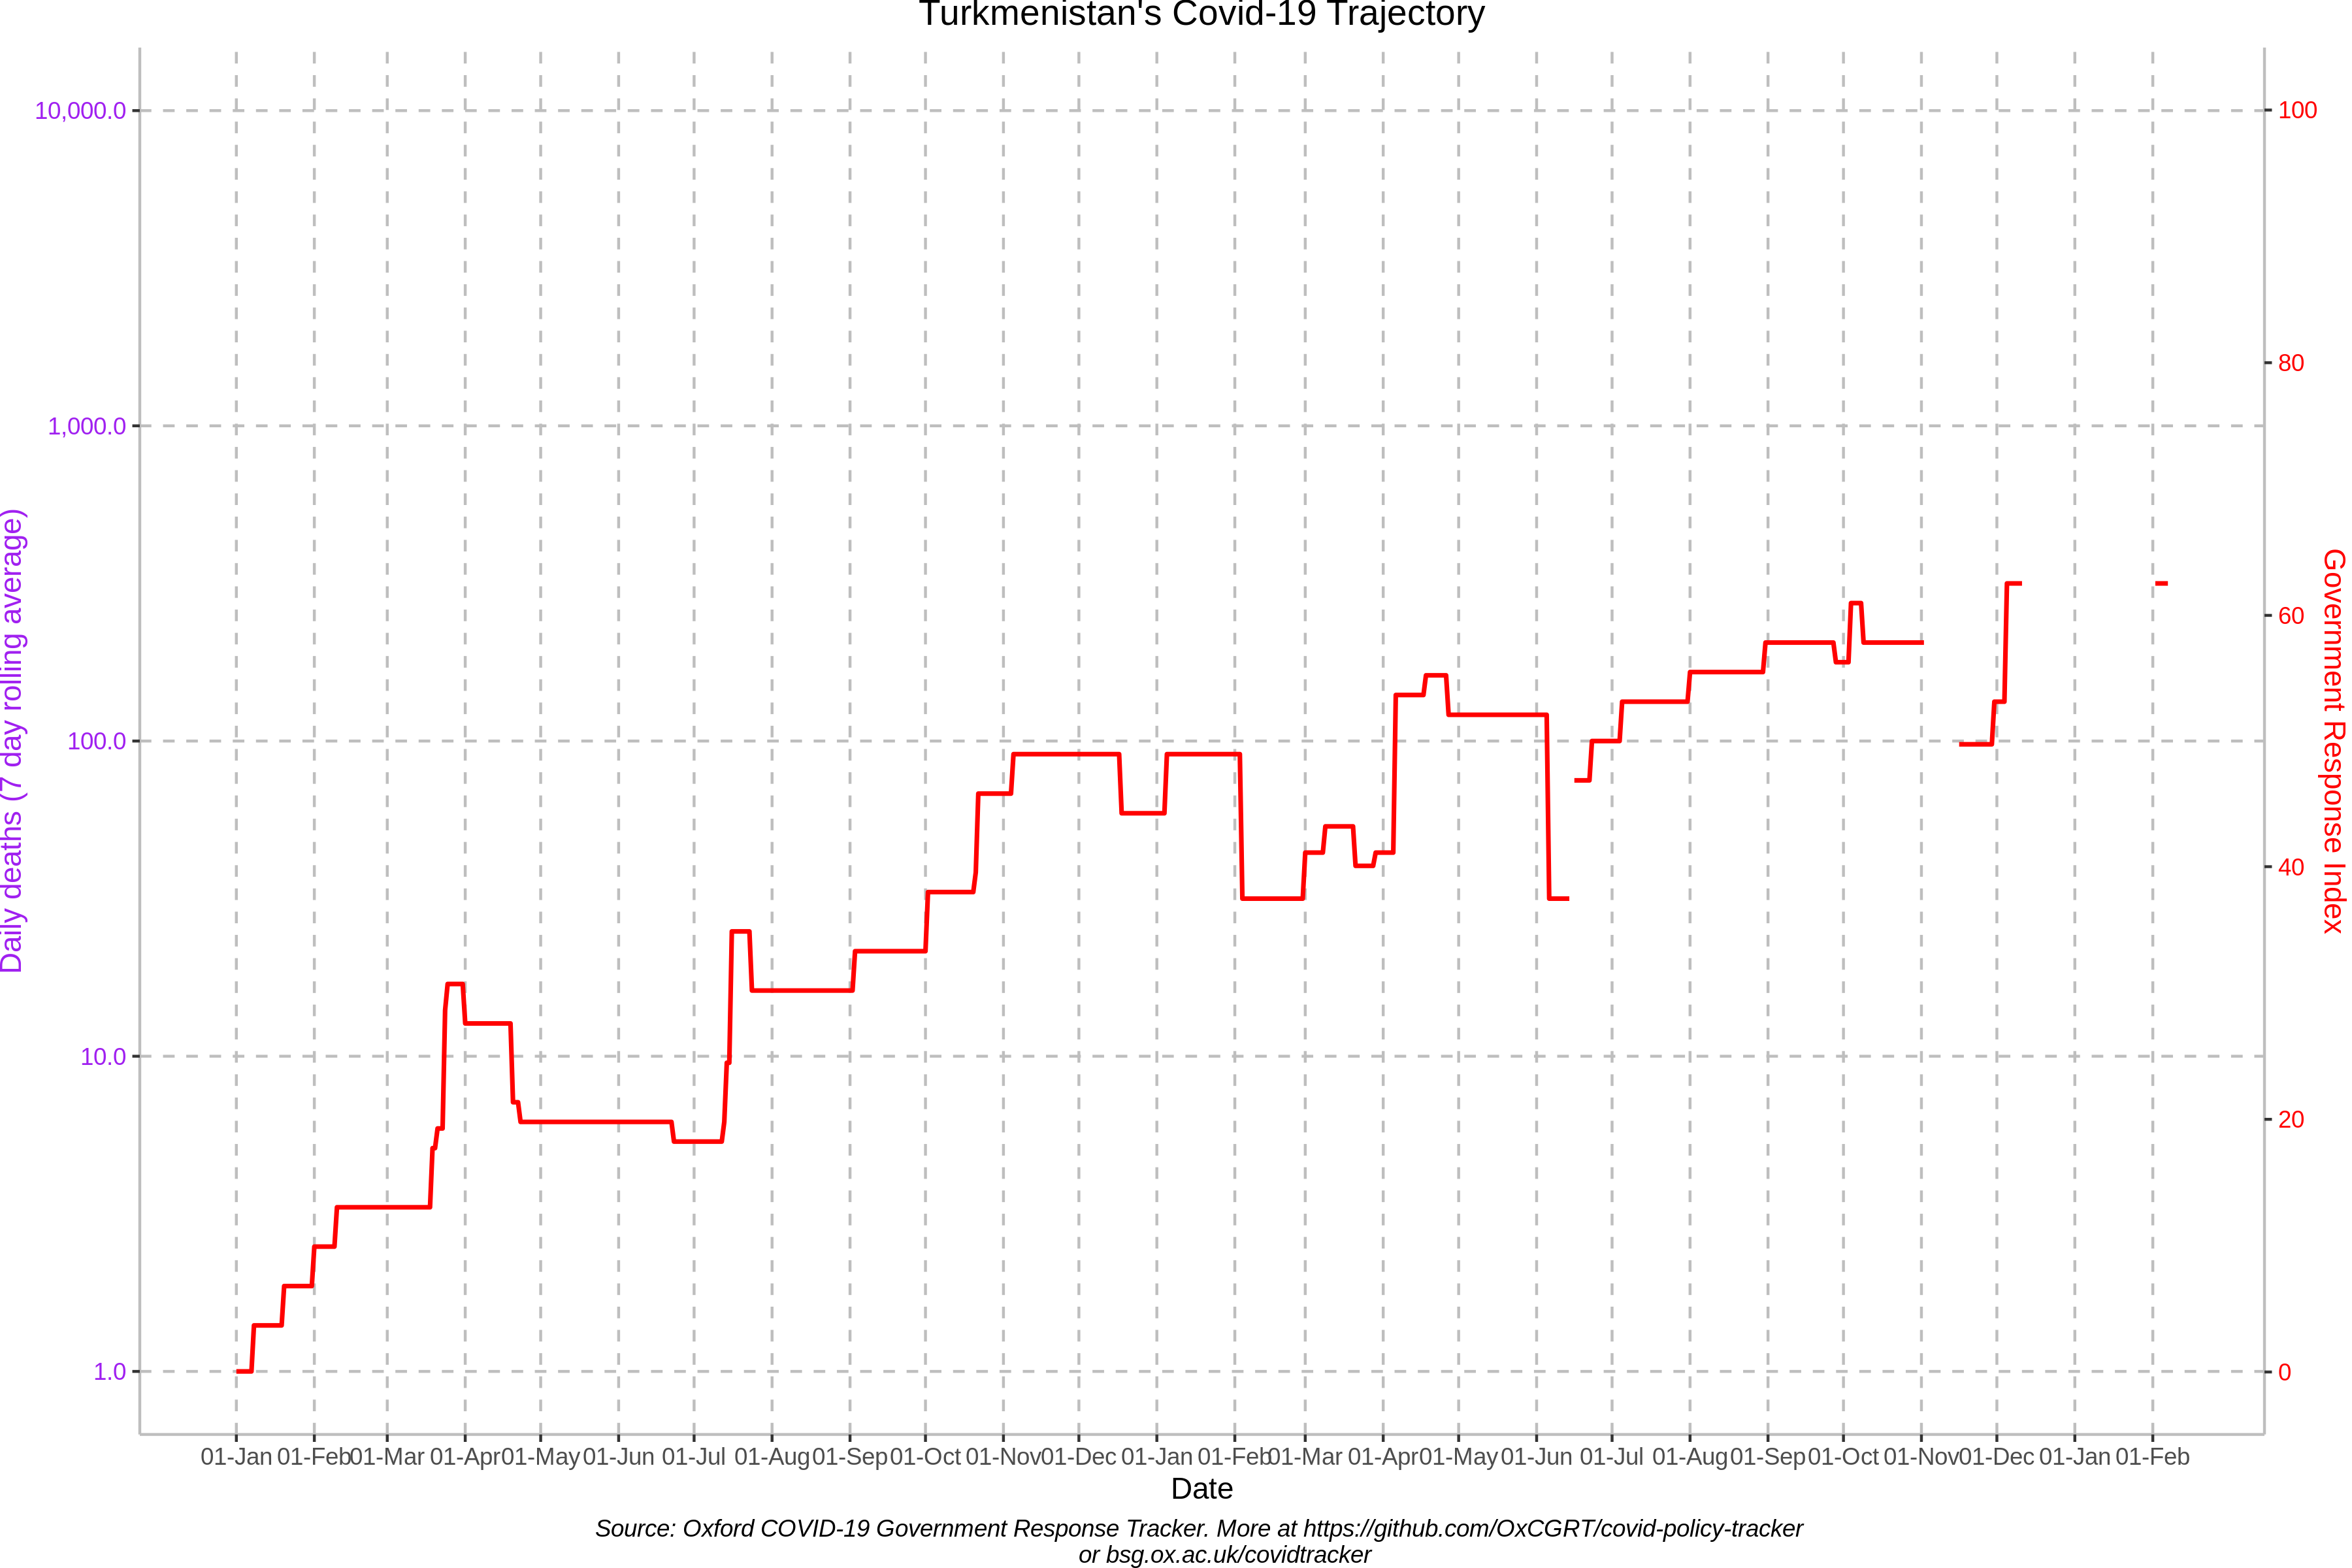 Turkmenistan's Covid-19 Trajectory
10,000.0
1,000.0
100.0
10.0
1.0
Daily deaths (7 day rolling average)
100
80
60
40
20
0
Government Response Index
01-Jan 01-Feb 01-Mar 01-Apr 01-May 01-Jun 01-Jul 01-Aug 01-Sep 01-Oct 01-Nov 01-Dec 01-Jan 01-Feb 01-Mar 01-Apr 01-May 01-Jun 01-Jul 01-Aug 01-Sep 01-Oct 01-Nov 01-Dec 01-Jan 01-Feb
Date
Source: Oxford COVID-19 Government Response Tracker. More at https://github.com/OxCGRT/covid-policy-tracker
or bsg.ox.ac.uk/covidtracker